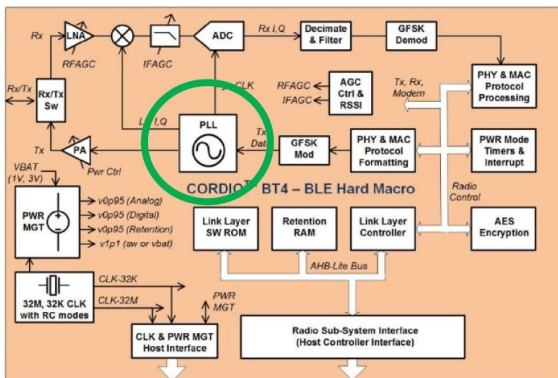 Rx
LNA
RFAGC
IFAGC
ADC
Rx I,Q
Decimate
& Filter
GFSK
Demod
CLK
RFAGC
IFAGC
AGC
Ctrl &
RSSI
Tx, Rx,
Modem
PHY & MAC
Protocol
Processing
Rx/Tx
Rx/Tx
Sw
I,Q
PLL
Tx
Data
GFSK
Mod
PHY & MAC
Protocol
Formatting
PWR Mode
Timers &
Interrupt
Tx
PA
Pwr Ctrl
VBAT
(1V, 3V)
CORDIO BT4 – BLE Hard Macro
Radio
Control
PWR
MGT
v0p95 (Analog)
v0p95 (Digital)
v0p95 (Retention)
v1p1 (sw or vbat)
Link Layer
SW ROM
Retention
RAM
Link Layer
Controller
AES
Encryption
AHB-Lite Bus
32M, 32K CLK
with RC modes
CLK-32K
CLK-32M
PWR
MGT
CLK & PWR MGT
Host Interface
Radio Sub-System Interface
(Host Controller Interface)